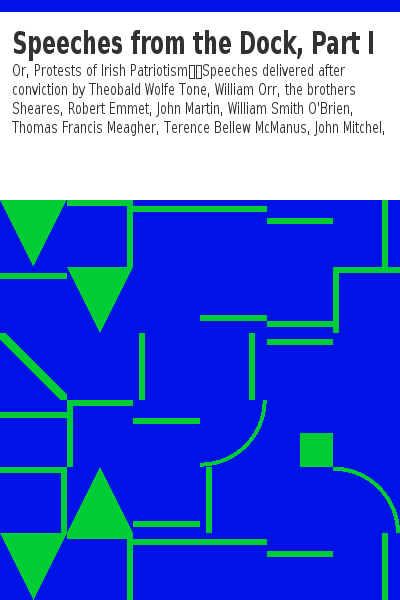 Speeches from the Dock, Part I
Or, Protests of Irish Patriotism▯▯Speeches delivered after
conviction by Theobald Wolfe Tone, William Orr, the brothers
Sheares, Robert Emmet, John Martin, William Smith O'Brien,
Thomas Francis Meagher, Terence Bellew McManus, John Mitchel,